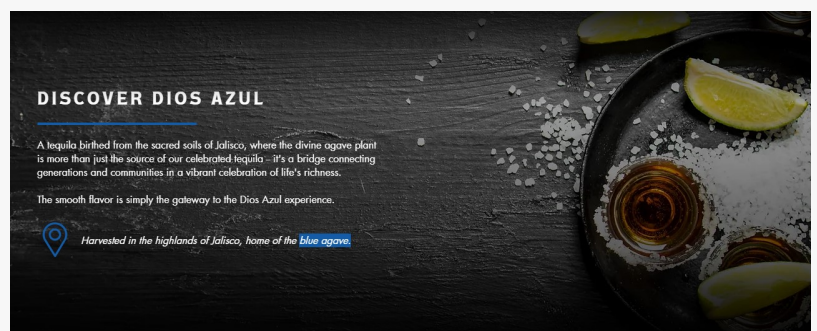 DISCOVER DIOS AZUL
A tequila birthed from the sacred soils of Jalisco, where the divine agave plant
is more than just the source of our celebrated tequila – it's a bridge connecting
generations and communities in a vibrant celebration of life's richness.
The smooth flavor is simply the gateway to the Dios Azul experience.
Harvested in the highlands of Jalisco, home of the blue agave.